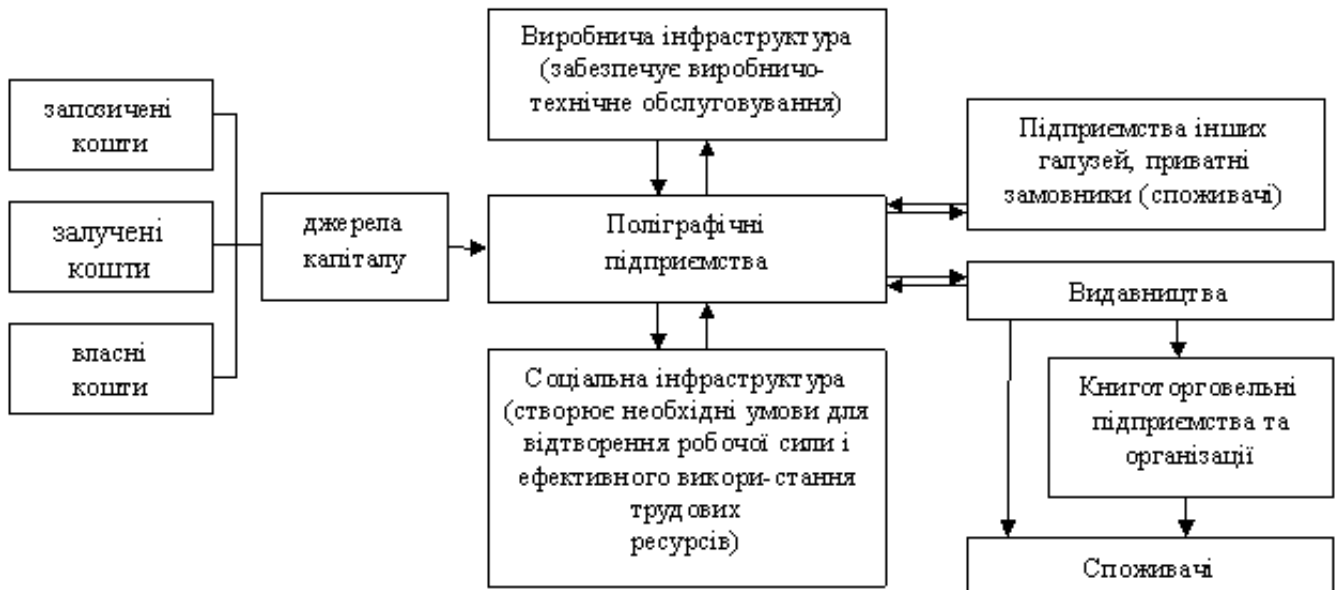 запозичені
кошти
залучені
кошти
власні
кошти
джерела
капіталу
Виробнича інфраструктура
(забезпечує виробничо-
технічне обслуговування)
Поліграфічні
підприємства
Соціальна інфраструктура
(створює необхідні умови для
відтворення робочої сили і
ефективного викори-стання
трудових
ресурсів)
Підприємства інших
галузей, приватні
замовники (споживачі)
Видавництва
Книготорговельні
підприємства та
організації
Споживачі